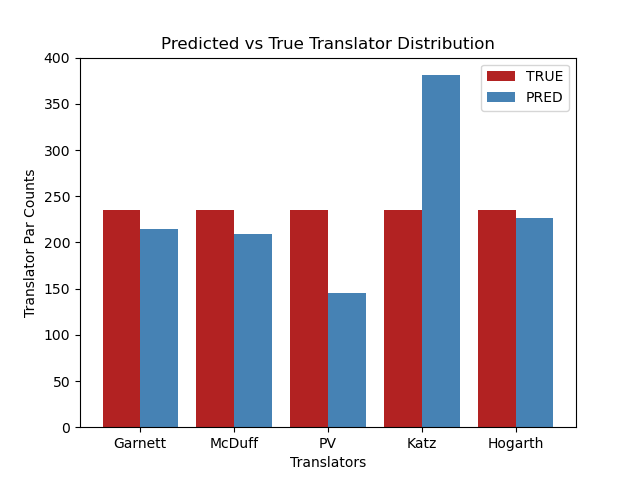 Predicted vs True Translator Distribution
TRUE
PRED
Translator Par Counts
400
350
300
250
200
150
100
50
0
Garnett McDuff PV Katz Hogarth
Translators